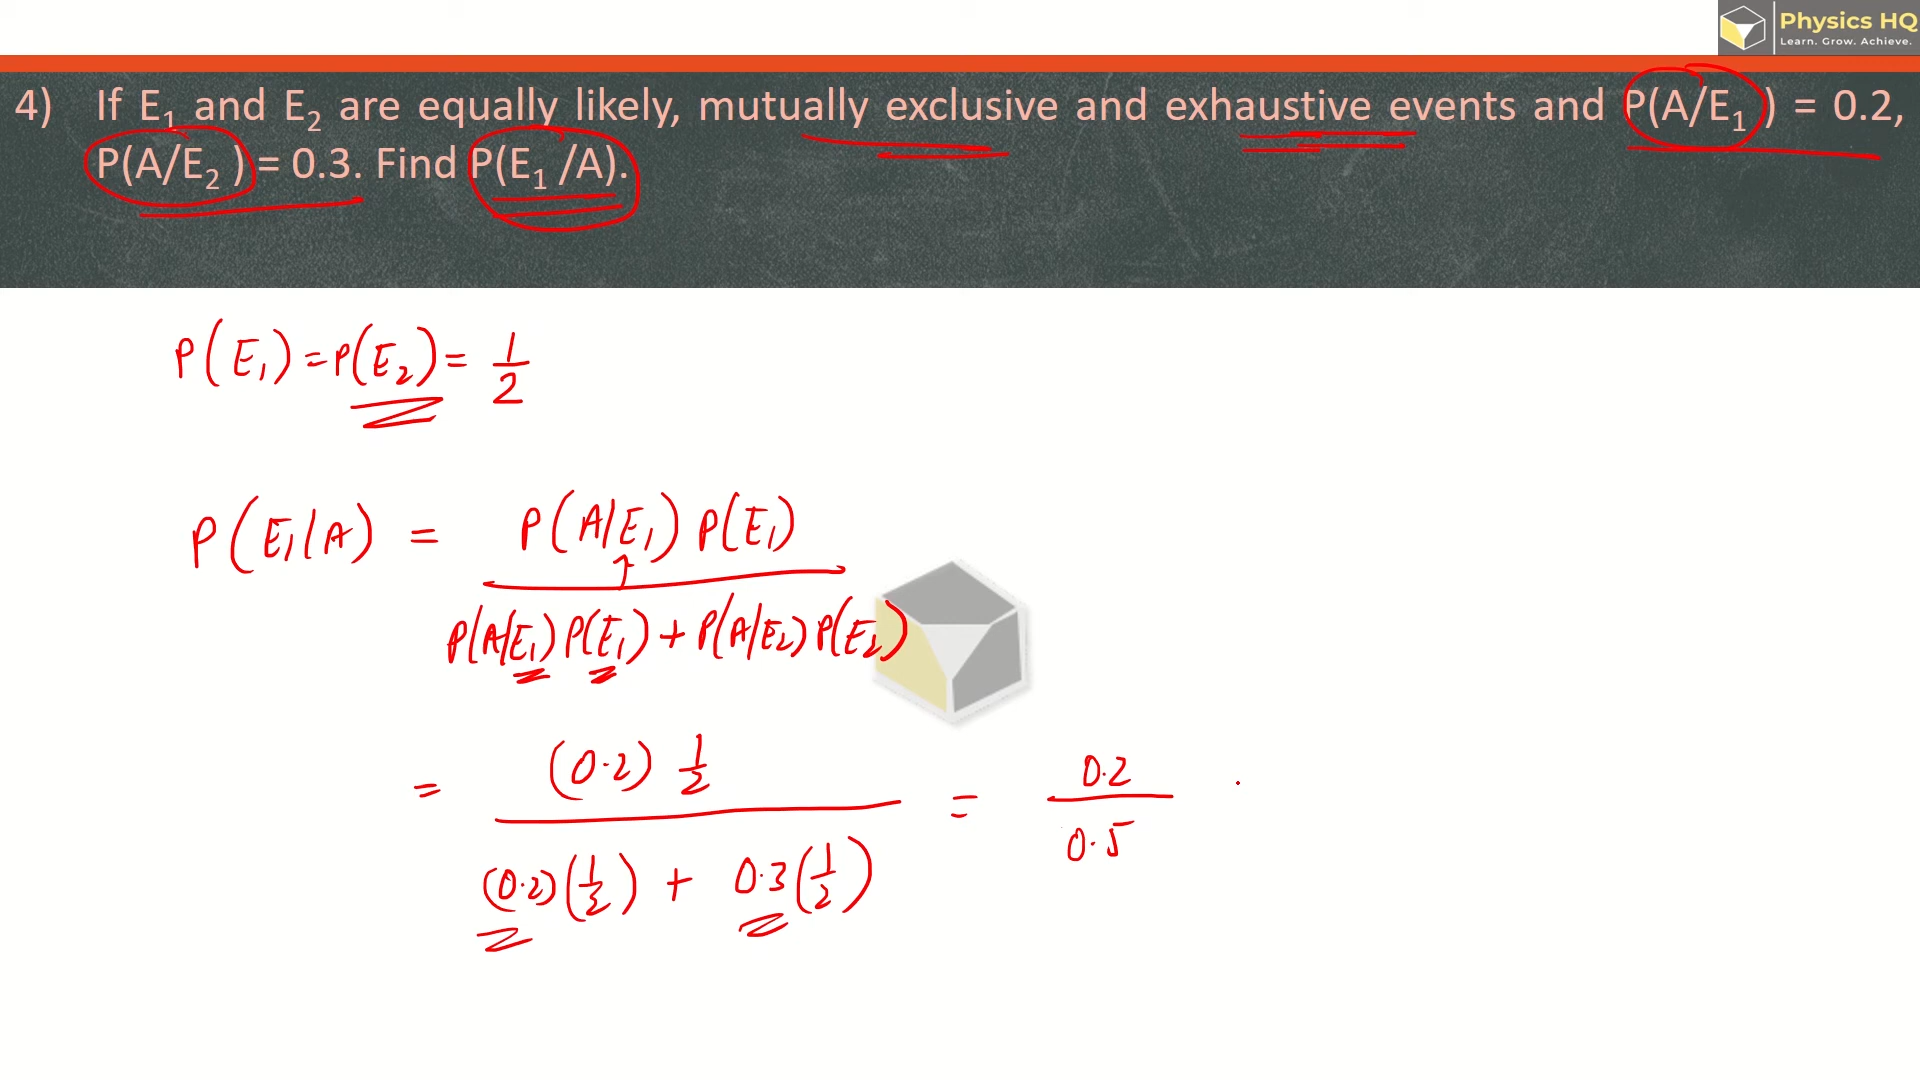 Physics HQ
Learn. Grow. Achieve.
4) If E₁ and E₂ are equally likely, mutually exclusive and exhaustive events and P(A/E₁ ) = 0.2,
P(A/E₂ ) = 0.3. Find P(E₁ /A).
P(E₁) = P(E₂) = 1/2
P(E₁/A) = P(A/E₁) P(E₁)
P(A/E₁) P(E₁) + P(A/E₂) P(E₂)
= (0.2) 1/2 = 0.2
(0.2)(1/2) + 0.3(1/2) 0.5